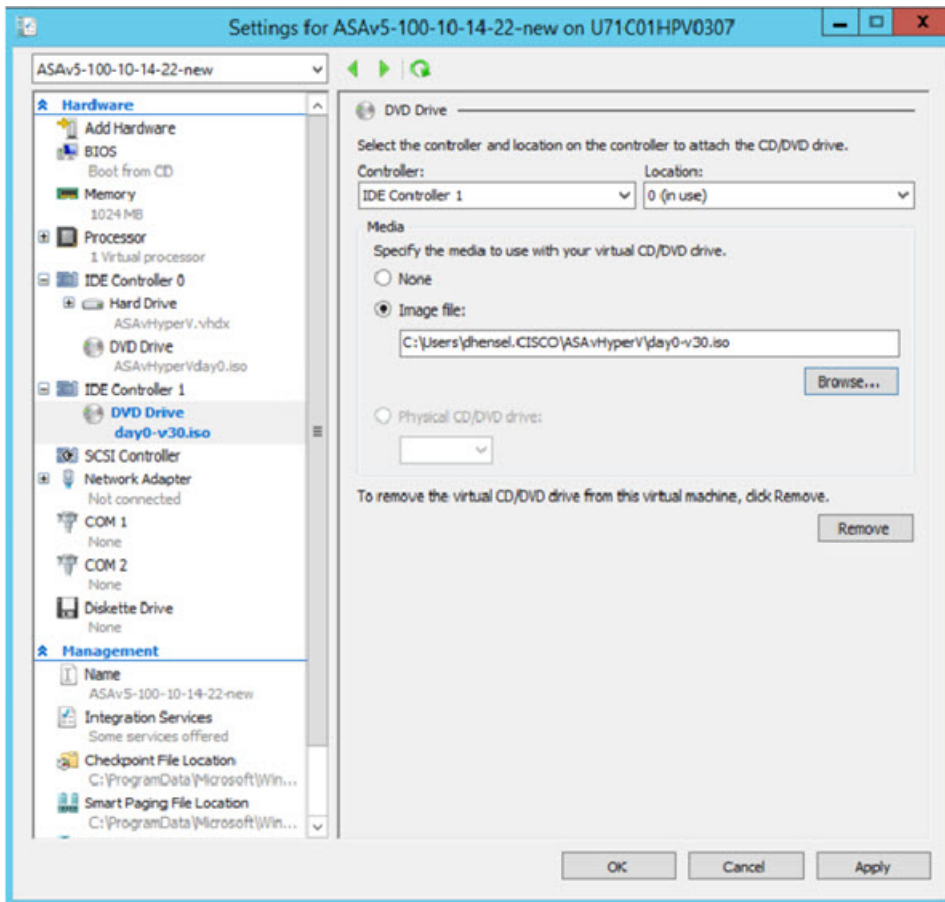 Settings for ASAv5-100-10-14-22-new on U71C01HPV0307
ASAv5-100-10-14-22-new
Hardware
Add Hardware
BIOS
Boot from CD
Memory
1024 MB
Processor
1 Virtual processor
IDE Controller 0
Hard Drive
ASAvHyperV.vhdx
DVD Drive
ASAvHyperVday0.iso
IDE Controller 1
DVD Drive
day0-v30.iso
SCSI Controller
Network Adapter
Not connected
COM 1
None
COM 2
None
Diskette Drive
None
Management
Name
ASAv5-100-10-14-22-new
Integration Services
Some services offered
Checkpoint File Location
C:\ProgramData\Microsoft\Win...
Smart Paging File Location
C:\ProgramData\Microsoft\Win...
DVD Drive
Select the controller and location on the controller to attach the CD/DVD drive.
Controller: Location:
IDE Controller 1 0 (in use)
Media
Specify the media to use with your virtual CD/DVD drive.
None
Image file:
C:\Users\dhensel.CISCO\ASAvHyperV\day0-v30.iso
Browse...
Physical CD/DVD drive:
To remove the virtual CD/DVD drive from this virtual machine, click Remove.
Remove
OK Cancel Apply